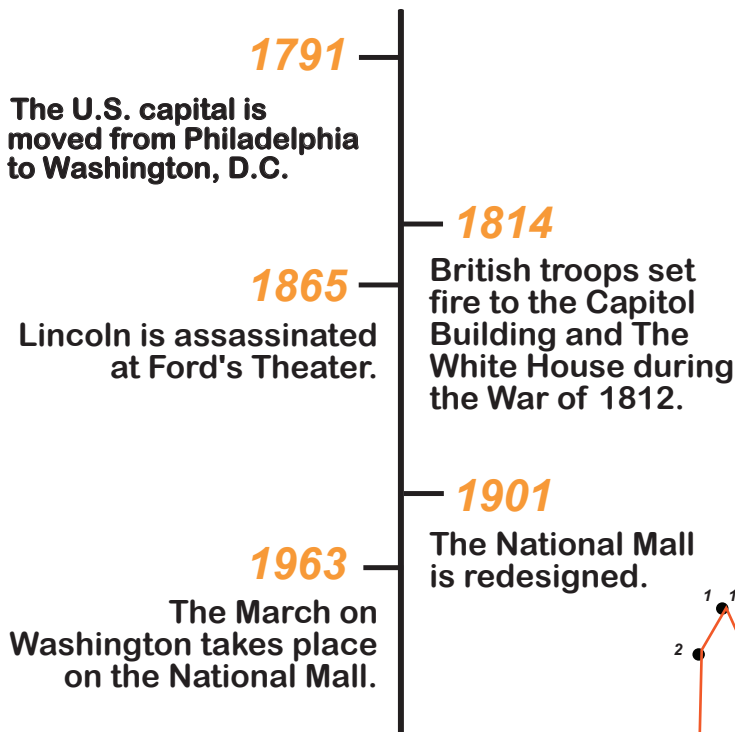 1791
The U.S. capital is
moved from Philadelphia
to Washington, D.C.
1814
British troops set
fire to the Capitol
Building and The
White House during
the War of 1812.
1865
Lincoln is assassinated
at Ford's Theater.
1901
The National Mall
is redesigned.
1963
The March on
Washington takes place
on the National Mall.
1
2